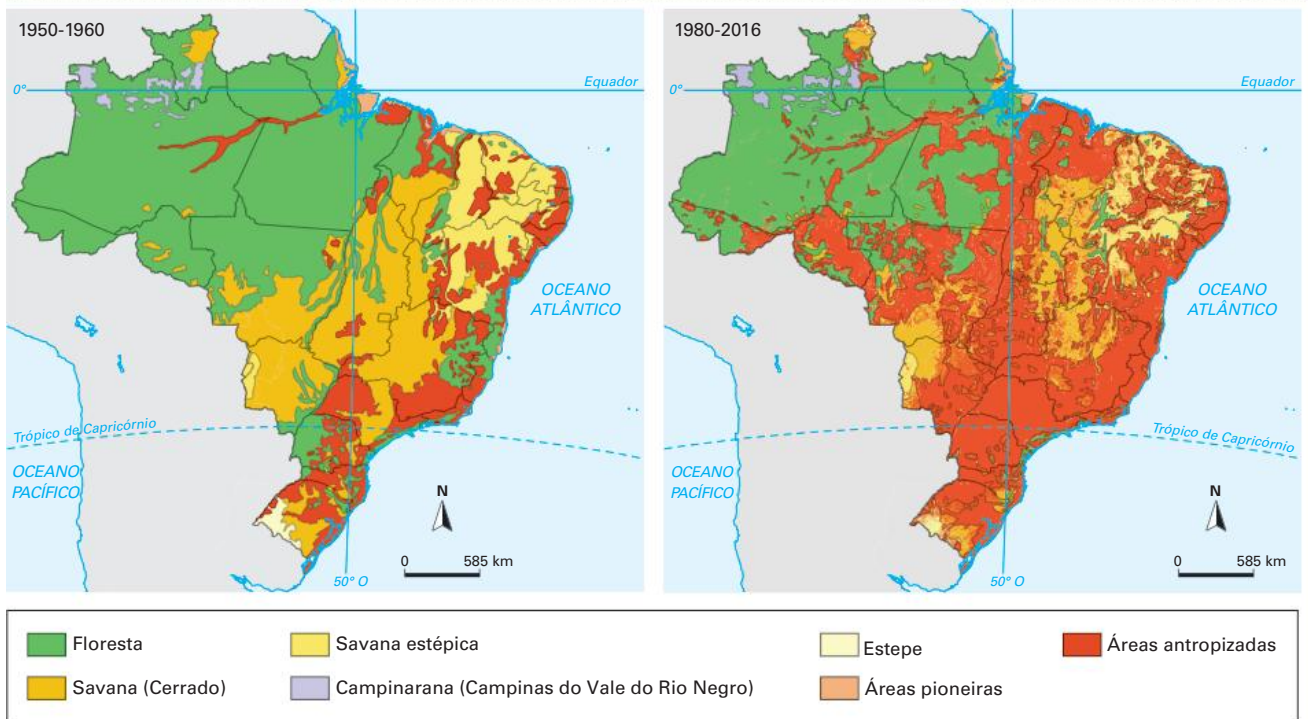 1950-1960
Equador
0°
OCEANO
ATLÂNTICO
Trópico de Capricórnio
OCEANO
PACÍFICO
N
0 585 km
50° O
1980-2016
Equador
0°
OCEANO
ATLÂNTICO
Trópico de Capricórnio
OCEANO
PACÍFICO
N
0 585 km
50° O
Floresta
Savana estépica
Estepe
Áreas antropizadas
Savana (Cerrado)
Campinarana (Campinas do Vale do Rio Negro)
Áreas pioneiras